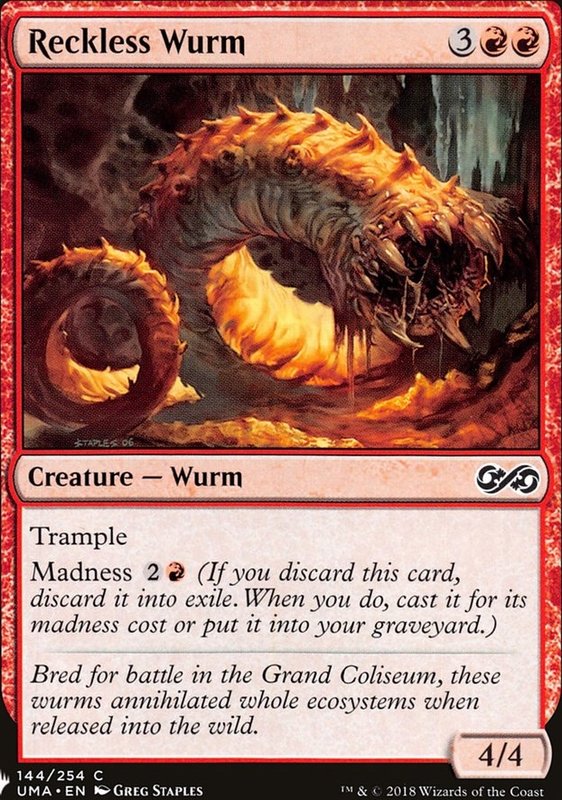 Reckless Wurm 3
STAPLES 06
Creature — Wurm
Trample
Madness 2 (If you discard this card,
discard it into exile. When you do, cast it for its
madness cost or put it into your graveyard.)
Bred for battle in the Grand Coliseum, these
wurms annihilated whole ecosystems when
released into the wild.
4/4
144/254 C
UMA • EN Greg Staples
™ & © 2018 Wizards of the Coast